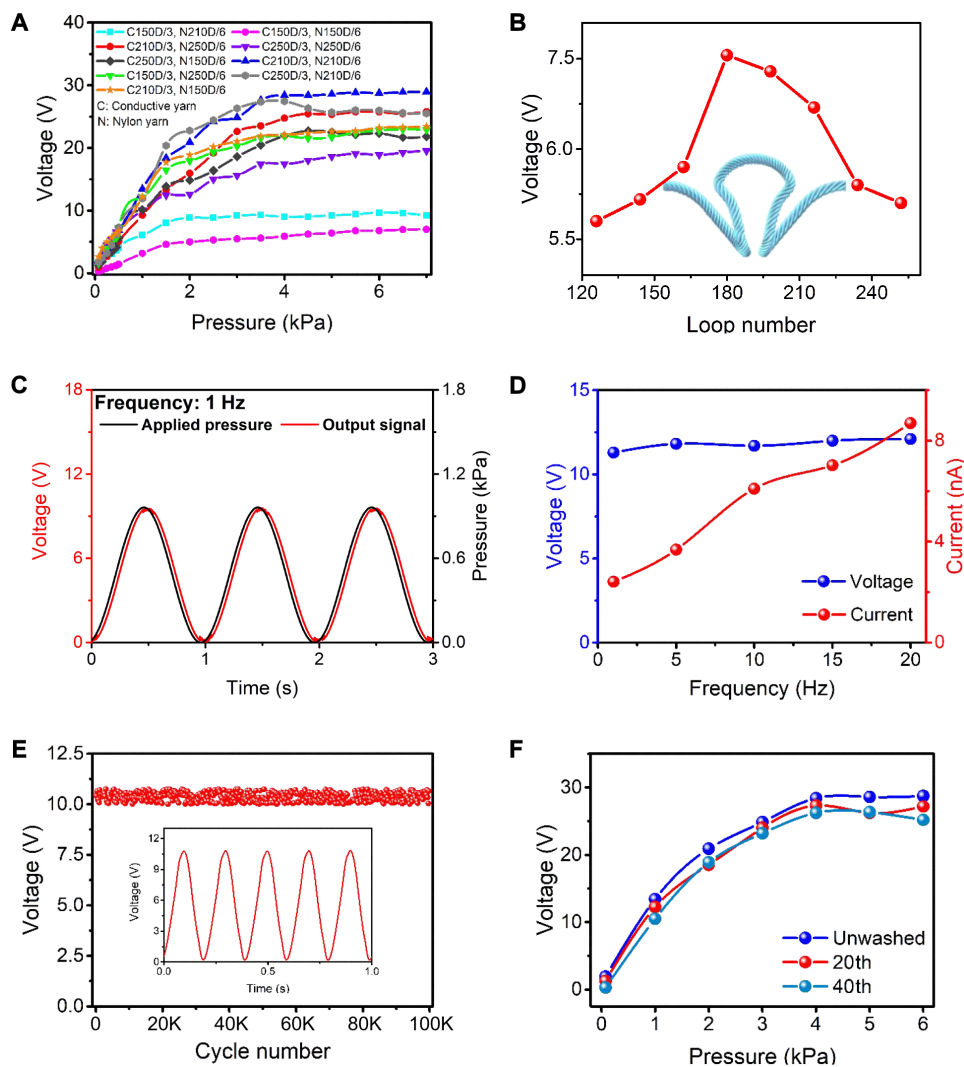 A
Voltage (V)
40
30
20
10
0
C150D/3, N210D/6
C150D/3, N150D/6
C210D/3, N250D/6
C250D/3, N250D/6
C250D/3, N150D/6
C210D/3, N210D/6
C150D/3, N250D/6
C250D/3, N210D/6
C210D/3, N150D/6
C: Conductive yarn
N: Nylon yarn
0 2 4 6
Pressure (kPa)
B
Voltage (V)
7.5
6.0
5.5
120 150 180 210 240
Loop number
C
Voltage (V)
18
12
6
0
Frequency: 1 Hz
Applied pressure
Output signal
1.8
1.2
0.6
0.0
Pressure (kPa)
0 1 2 3
Time (s)
D
Voltage (V)
15
12
5
0
Voltage
Current
8
4
0
Current (nA)
0 5 10 15 20
Frequency (Hz)
E
Voltage (V)
12.5
10.0
7.5
5.0
2.5
0.0
Voltage (V)
12
9
6
3
0
0.0 0.5 1.0
Time (s)
0 20K 40K 60K 80K 100K
Cycle number
F
Voltage (V)
30
20
10
0
Unwashed
20th
40th
0 1 2 3 4 5 6
Pressure (kPa)